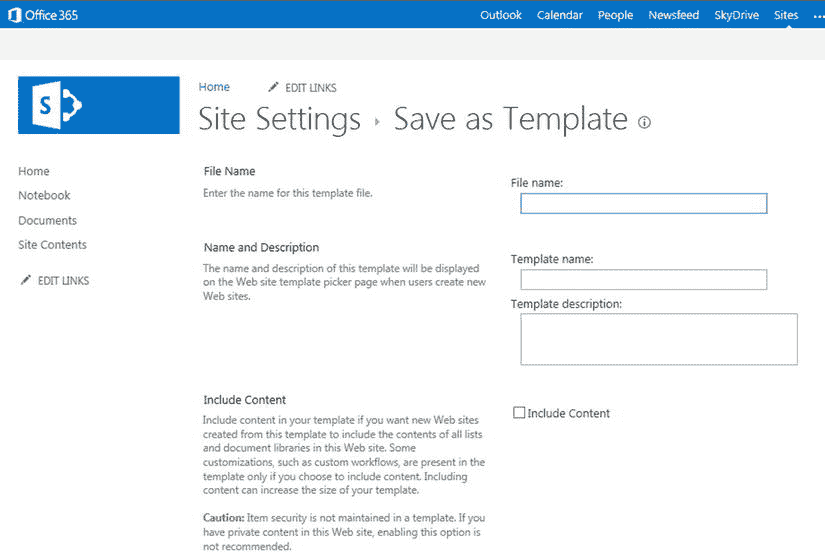 Office 365
Outlook Calendar People Newsfeed SkyDrive Sites ...
S
Home EDIT LINKS
Site Settings Save as Template
Home
Notebook
Documents
Site Contents
EDIT LINKS
File Name
Enter the name for this template file.
File name:
Name and Description
The name and description of this template will be displayed
on the Web site template picker page when users create new
Web sites.
Template name:
Template description:
Include Content
Include content in your template if you want new Web sites
created from this template to include the contents of all lists
and document libraries in this Web site. Some
customizations, such as custom workflows, are present in the
template only if you choose to include content. Including
content can increase the size of your template.
Caution: Item security is not maintained in a template. If you
have private content in this Web site, enabling this option is
not recommended.
Include Content